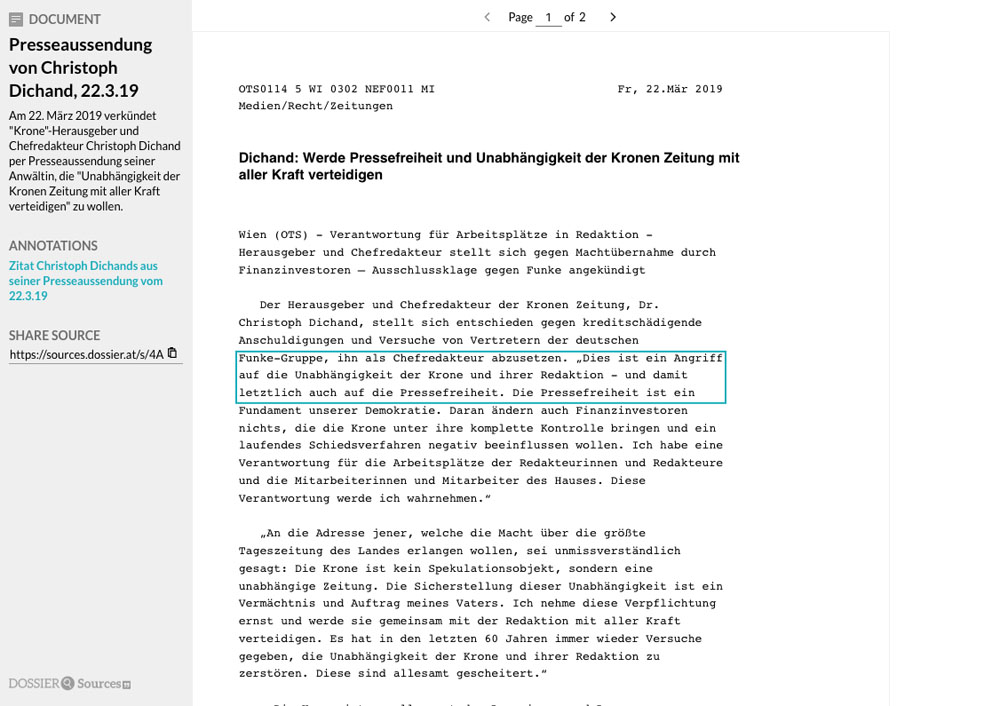 DOCUMENT
Presseaussendung
von Christoph
Dichand, 22.3.19
Am 22. März 2019 verkündet
"Krone"-Herausgeber und
Chefredakteur Christoph Dichand
per Presseaussendung seiner
Anwältin, die "Unabhängigkeit der
Kronen Zeitung mit aller Kraft
verteidigen" zu wollen.
ANNOTATIONS
Zitat Christoph Dichands aus
seiner Presseaussendung vom
22.3.19
SHARE SOURCE
https://sources.dossier.at/s/4A
DOSSIER Sources
Page 1 of 2
OTS0114 5 WI 0302 NEF0011 MI Fr, 22.Mär 2019
Medien/Recht/Zeitungen
Dichand: Werde Pressefreiheit und Unabhängigkeit der Kronen Zeitung mit
aller Kraft verteidigen
Wien (OTS) - Verantwortung für Arbeitsplätze in Redaktion -
Herausgeber und Chefredakteur stellt sich gegen Machtübernahme durch
Finanzinvestoren – Ausschlussklage gegen Funke angekündigt
Der Herausgeber und Chefredakteur der Kronen Zeitung, Dr.
Christoph Dichand, stellt sich entschieden gegen kreditschädigende
Anschuldigungen und Versuche von Vertretern der deutschen
Funke-Gruppe, ihn als Chefredakteur abzusetzen. „Dies ist ein Angriff
auf die Unabhängigkeit der Krone und ihrer Redaktion - und damit
letztlich auch auf die Pressefreiheit. Die Pressefreiheit ist ein
Fundament unserer Demokratie. Daran ändern auch Finanzinvestoren
nichts, die die Krone unter ihre komplette Kontrolle bringen und ein
laufendes Schiedsverfahren negativ beeinflussen wollen. Ich habe eine
Verantwortung für die Arbeitsplätze der Redakteurinnen und Redakteure
und die Mitarbeiterinnen und Mitarbeiter des Hauses. Diese
Verantwortung werde ich wahrnehmen.“
„An die Adresse jener, welche die Macht über die größte
Tageszeitung des Landes erlangen wollen, sei unmissverständlich
gesagt: Die Krone ist kein Spekulationsobjekt, sondern eine
unabhängige Zeitung. Die Sicherstellung dieser Unabhängigkeit ist ein
Vermächtnis und Auftrag meines Vaters. Ich nehme diese Verpflichtung
ernst und werde sie gemeinsam mit der Redaktion mit aller Kraft
verteidigen. Es hat in den letzten 60 Jahren immer wieder Versuche
gegeben, die Unabhängigkeit der Krone und ihrer Redaktion zu
zerstören. Diese sind allesamt gescheitert.“